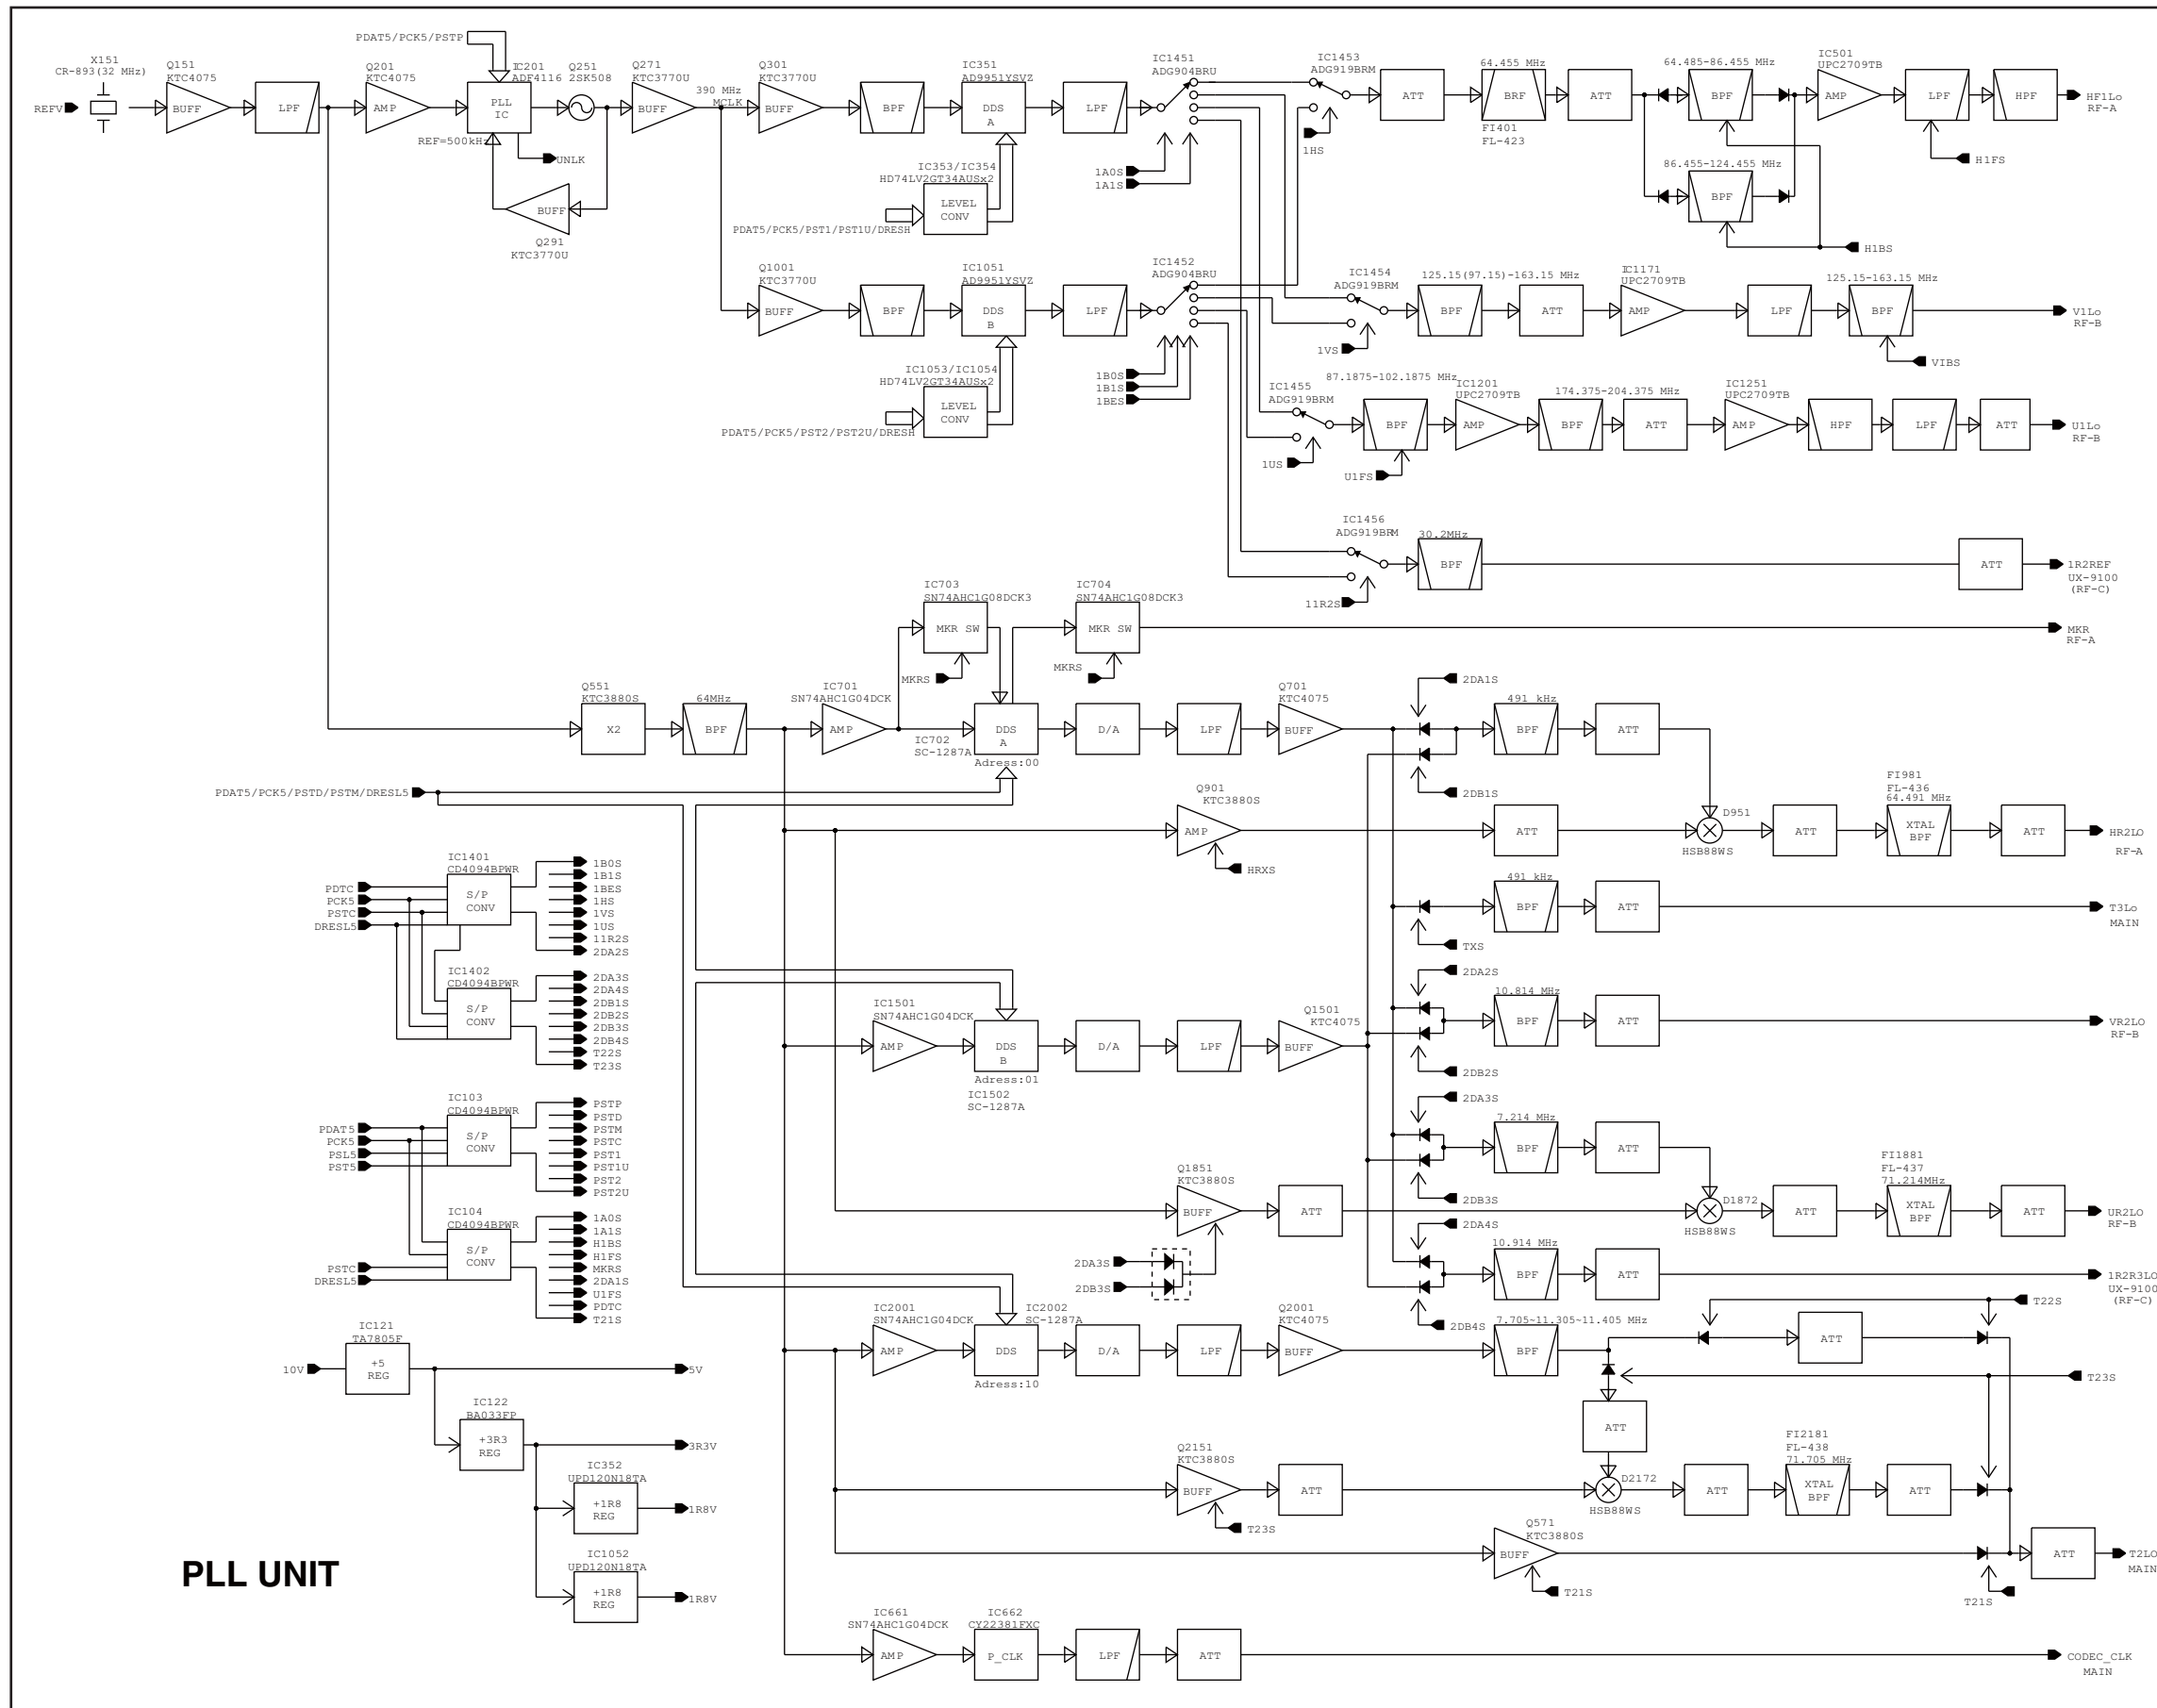 PDAT5/PCK5/PSTP
X151
CR-893(32 MHz)
REFV
Q151
KTC4075
BUFF
LPF
Q201
KTC4075
AMP
IC201
ADF4116
PLL
IC
REF=500kHz
UNLK
Q251
2SK508
Q271
KTC3770U
BUFF
390 MHz
MCLK
BUFF
Q291
KTC3770U
Q301
KTC3770U
BUFF
BPF
IC351
AD9951YSVZ
DDS
A
LPF
IC353/IC354
HD74LV2GT34AUSx2
LEVEL
CONV
PDAT5/PCK5/PST1/PST1U/DRESH
IC1451
ADG904BRU
1A0S
1A1S
IC1453
ADG919BRM
1HS
ATT
64.455 MHz
BRF
FI401
FL-423
ATT
64.485-86.455 MHz
BPF
86.455-124.455 MHz
BPF
H1BS
IC501
UPC2709TB
AMP
LPF
H1FS
HPF
HF1Lo
RF-A
Q1001
KTC3770U
BUFF
BPF
IC1051
AD9951YSVZ
DDS
B
LPF
IC1053/IC1054
HD74LV2GT34AUSx2
LEVEL
CONV
PDAT5/PCK5/PST2/PST2U/DRESH
IC1452
ADG904BRU
1B0S
1B1S
1BES
IC1454
ADG919BRM
1VS
125.15(97.15)-163.15 MHz
BPF
ATT
IC1171
UPC2709TB
AMP
LPF
125.15-163.15 MHz
BPF
VIBS
V1Lo
RF-B
IC1455
ADG919BRM
1US
87.1875-102.1875 MHz
BPF
U1FS
IC1201
UPC2709TB
AMP
174.375-204.375 MHz
BPF
ATT
IC1251
UPC2709TB
AMP
HPF
LPF
ATT
U1Lo
RF-B
IC1456
ADG919BRM
11R2S
30.2MHz
BPF
ATT
1R2REF
UX-9100
(RF-C)
IC703
SN74AHC1G08DCK3
MKR SW
MKRS
IC704
SN74AHC1G08DCK3
MKR SW
MKRS
MKR
RF-A
Q551
KTC3880S
X2
64MHz
BPF
IC701
SN74AHC1G04DCK
AMP
IC702
SC-1287A
DDS
A
Adress:00
D/A
LPF
Q701
KTC4075
BUFF
2DA1S
2DB1S
491 kHz
BPF
ATT
PDAT5/PCK5/PSTD/PSTM/DRESL5
Q901
KTC3880S
AMP
HRXS
ATT
D951
HSB88WS
ATT
FI981
FL-436
64.491 MHz
XTAL
BPF
ATT
HR2LO
RF-A
IC1401
CD4094BPWR
S/P
CONV
PDTC
PCK5
PSTC
DRESL5
1B0S
1B1S
1BES
1HS
1VS
1US
11R2S
2DA2S
491 kHz
BPF
ATT
TXS
T3Lo
MAIN
IC1402
CD4094BPWR
S/P
CONV
2DA3S
2DA4S
2DB1S
2DB2S
2DB3S
2DB4S
T22S
T23S
IC1501
SN74AHC1G04DCK
AMP
DDS
B
Adress:01
IC1502
SC-1287A
D/A
LPF
Q1501
KTC4075
BUFF
2DA2S
2DB2S
10.814 MHz
BPF
ATT
VR2LO
RF-B
IC103
CD4094BPWR
S/P
CONV
PDAT5
PCK5
PSL5
PST5
PSTP
PSTD
PSTM
PSTC
PST1
PST1U
PST2
PST2U
2DA3S
2DB3S
7.214 MHz
BPF
ATT
Q1851
KTC3880S
BUFF
ATT
2DA3S
2DB3S
D1872
HSB88WS
ATT
FI1881
FL-437
71.214MHz
XTAL
BPF
ATT
UR2LO
RF-B
IC104
CD4094BPWR
S/P
CONV
PSTC
DRESL5
1A0S
1A1S
H1BS
H1FS
MKRS
2DA1S
U1FS
PDTC
T21S
2DA4S
2DB4S
10.914 MHz
BPF
ATT
1R2R3LO
UX-9100
(RF-C)
IC121
TA7805F
10V
+5
REG
5V
IC2001
SN74AHC1G04DCK
AMP
IC2002
SC-1287A
DDS
Adress:10
D/A
LPF
Q2001
KTC4075
BUFF
7.705~11.305~11.405 MHz
BPF
ATT
T22S
T23S
ATT
IC122
BA033FP
+3R3
REG
3R3V
IC352
UPD120N18TA
+1R8
REG
1R8V
IC1052
UPD120N18TA
+1R8
REG
1R8V
Q2151
KTC3880S
BUFF
T23S
ATT
D2172
HSB88WS
ATT
FI2181
FL-438
71.705 MHz
XTAL
BPF
ATT
Q571
KTC3880S
BUFF
T21S
T21S
ATT
T2LO
MAIN
PLL UNIT
IC661
SN74AHC1G04DCK
AMP
IC662
CY22381FXC
P_CLK
LPF
ATT
CODEC_CLK
MAIN